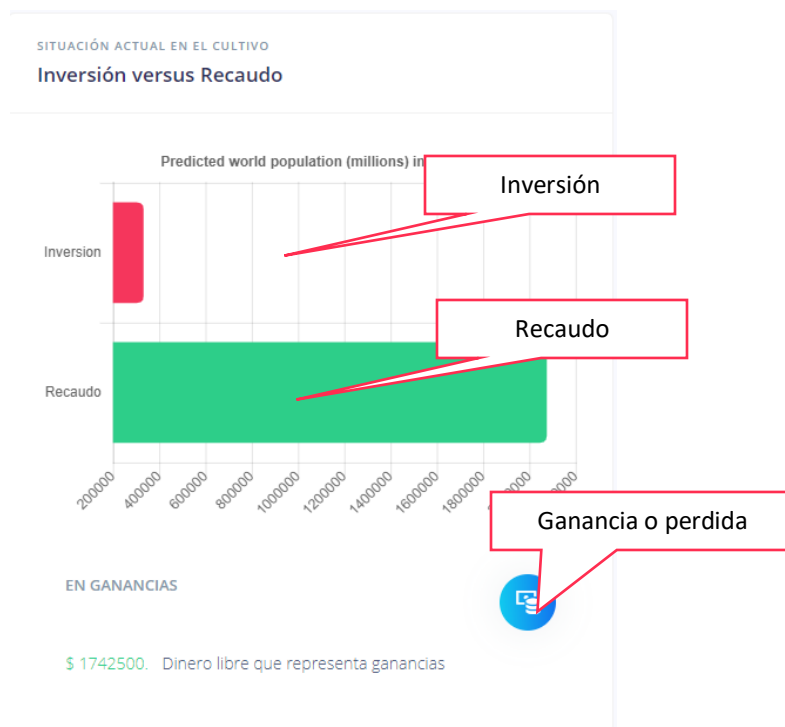 SITUACIÓN ACTUAL EN EL CULTIVO
Inversión versus Recaudo
Predicted world population (millions) in
Inversión
Inversion
Recaudo
Recaudo
200000 400000 600000 800000 1000000 1200000 1400000 1600000 1800000
Ganancia o perdida
EN GANANCIAS
$ 1742500. Dinero libre que representa ganancias